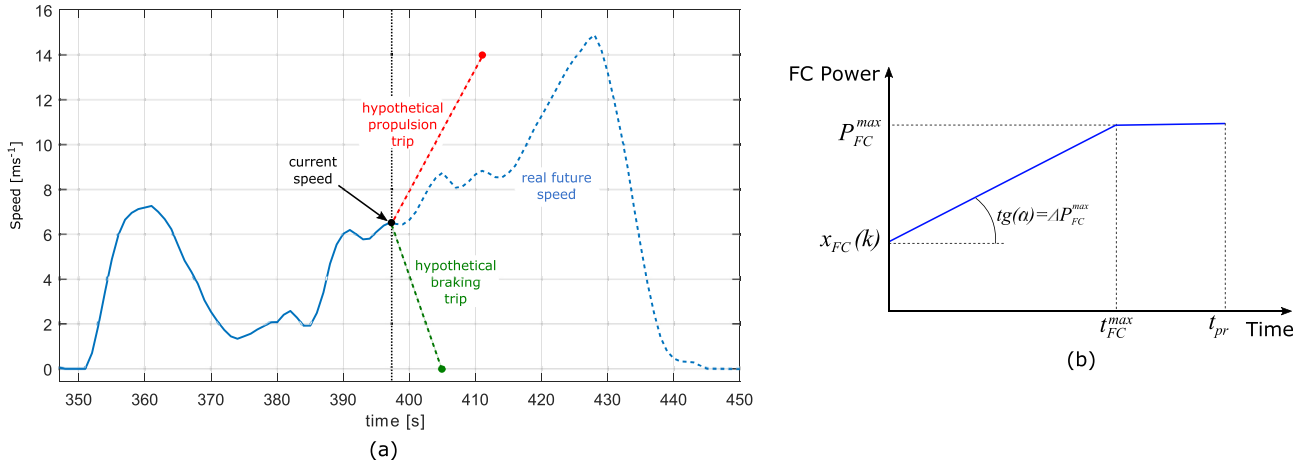 16
14
12
10
8
6
4
2
0
Speed [ms-1]
hypothetical
propulsion
trip
current
speed
real future
speed
hypothetical
braking
trip
350 360 370 380 390 400 410 420 430 440 450
time [s]
(a)
FC Power
P_FC^max
x_FC(k)
tg(α)=ΔP_FC^max
t_FC^max
t_pr
Time
(b)